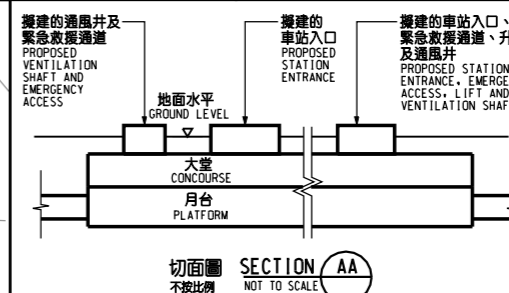 擬建的通風井及
緊急救援通道
PROPOSED
VENTILATION
SHAFT AND
EMERGENCY
ACCESS
擬建的
車站入口
PROPOSED
STATION
ENTRANCE
擬建的車站入口、
緊急救援通道、升
及通風井
PROPOSED STATION
ENTRANCE, EMERGE
ACCESS, LIFT AND
VENTILATION SHAF
地面水平
GROUND LEVEL
大堂
CONCOURSE
月台
PLATFORM
切面圖 SECTION AA
不按比例 NOT TO SCALE